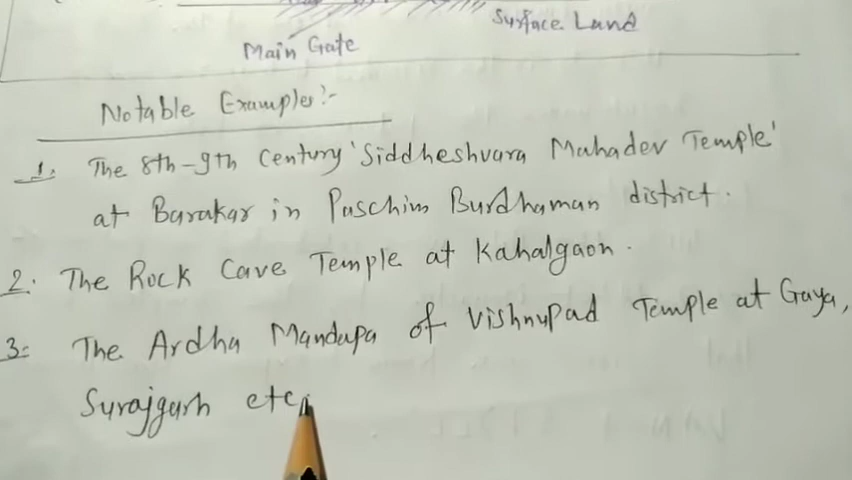 Surface Land
Main Gate
Notable Examples:-
1. The 8th-9th Century 'Siddheshvara Mahadev Temple'
at Barakar in Paschim Burdhaman district.
2. The Rock Cave Temple at Kahalgaon.
3. The Ardha Mandapa of Vishnupad Temple at Gaya,
Surajgarh etc.